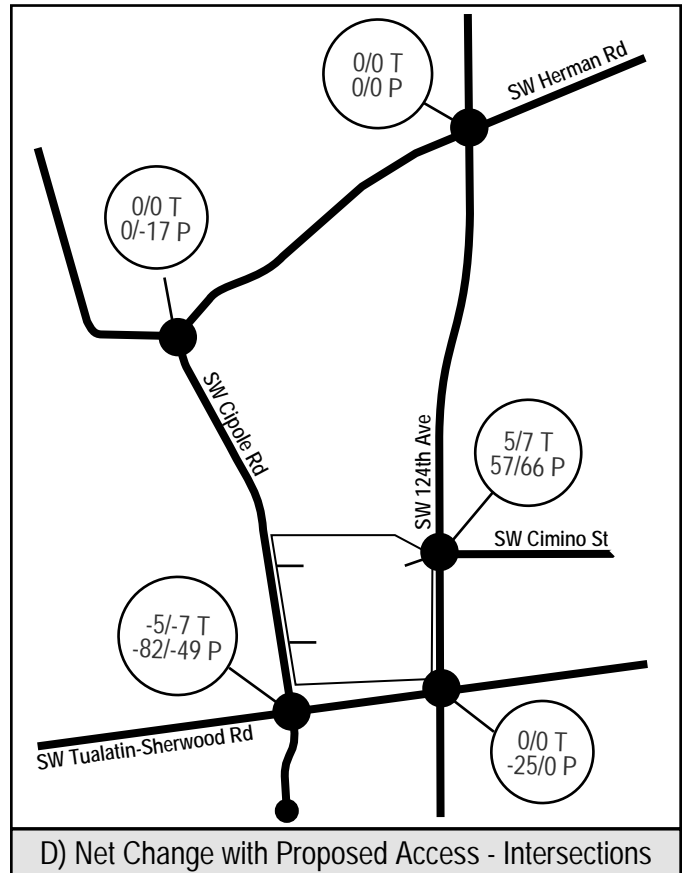 0/0 T
0/0 P
SW Herman Rd
0/0 T
0/-17 P
SW Cipole Rd
SW 124th Ave
5/7 T
57/66 P
SW Cimino St
-5/-7 T
-82/-49 P
SW Tualatin-Sherwood Rd
0/0 T
-25/0 P
D) Net Change with Proposed Access - Intersections